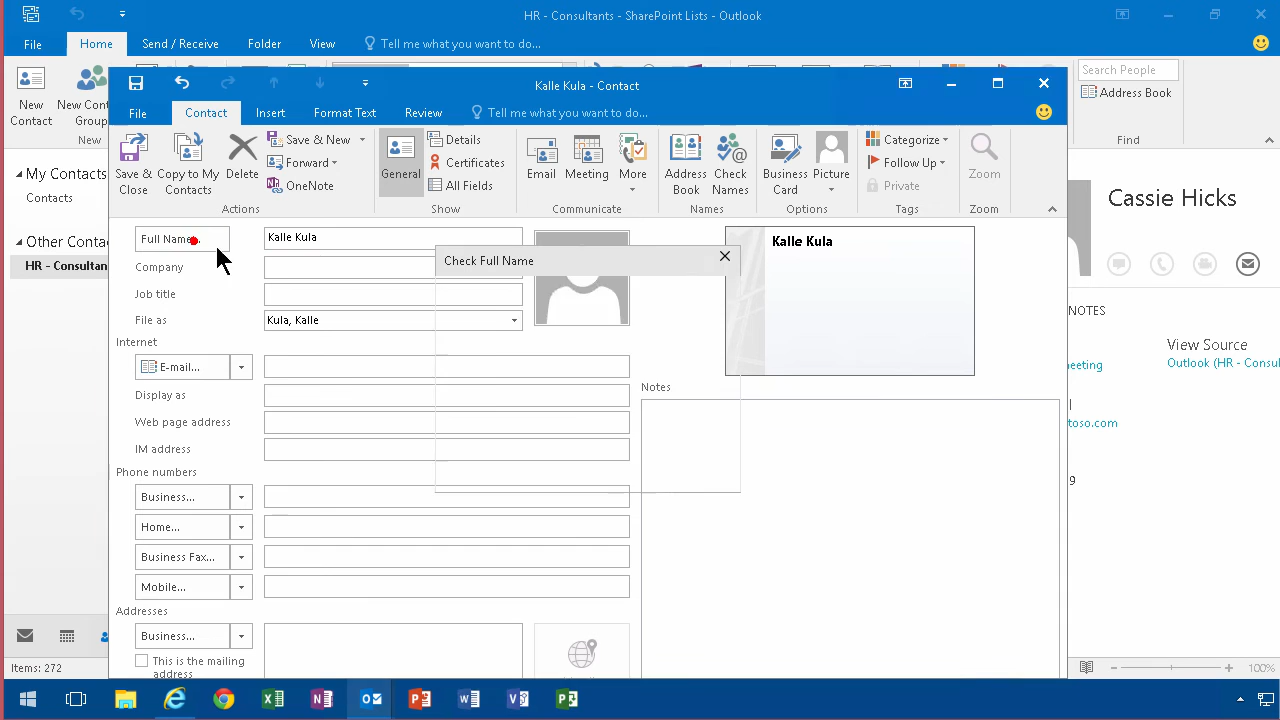 HR - Consultants - SharePoint Lists - Outlook
File
Home
Send / Receive
Folder
View
Tell me what you want to do...
New
Contact
New Cont
Group
New
Search People
Address Book
Find
Kalle Kula - Contact
File
Contact
Insert
Format Text
Review
Tell me what you want to do...
Save &
Close
Copy to My
Contacts
Delete
Save & New
Forward
OneNote
Actions
General
Details
Certificates
All Fields
Show
Email
Meeting
More
Communicate
Address
Book
Check
Names
Names
Business
Card
Picture
Options
Categorize
Follow Up
Private
Tags
Zoom
Zoom
My Contacts
Contacts
Other Conta
HR - Consultan
Full Name...
Kalle Kula
Company
Job title
File as
Kula, Kalle
Internet
E-mail...
Display as
Web page address
IM address
Phone numbers
Business...
Home...
Business Fax...
Mobile...
Addresses
Business...
This is the mailing
address
Check Full Name
Kalle Kula
Notes
Cassie Hicks
NOTES
View Source
Outlook (HR - Consul
eeting
l
toso.com
9
Items: 272
100%